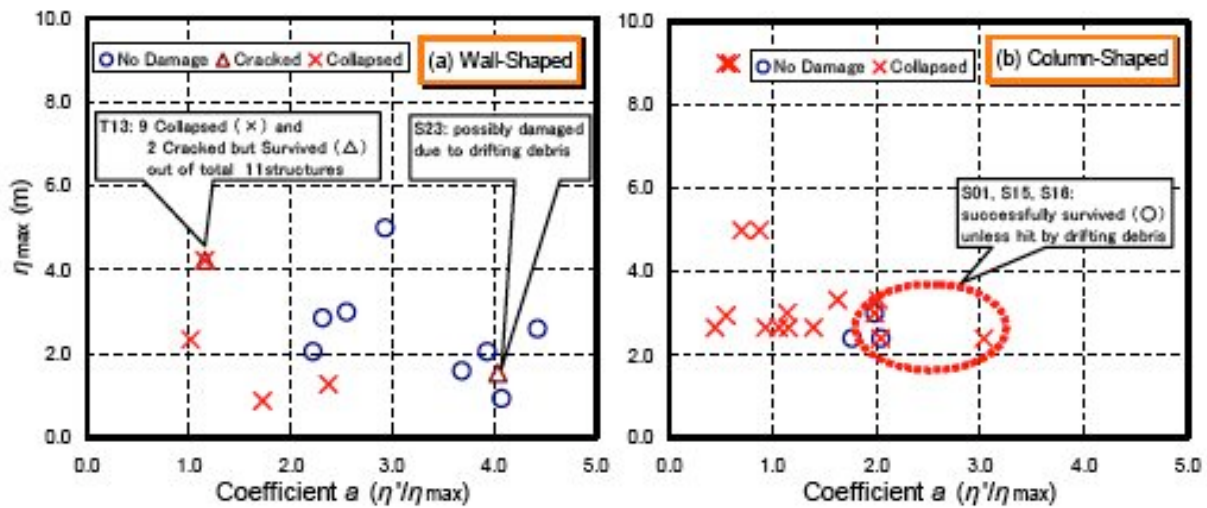 10.0
○ No Damage △ Cracked × Collapsed
(a) Wall-Shaped
8.0
T13: 9 Collapsed (×) and
2 Cracked but Survived (△)
out of total 11structures
S23: possibly damaged
due to drifting debris
6.0
4.0
2.0
0.0
ηmax (m)
0.0 1.0 2.0 3.0 4.0 5.0
Coefficient a (η'/ηmax)
10.0
○ No Damage × Collapsed
(b) Column-Shaped
8.0
6.0
S01, S15, S16:
successfully survived (○)
unless hit by drifting debris
4.0
2.0
0.0
0.0 1.0 2.0 3.0 4.0 5.0
Coefficient a (η'/ηmax)